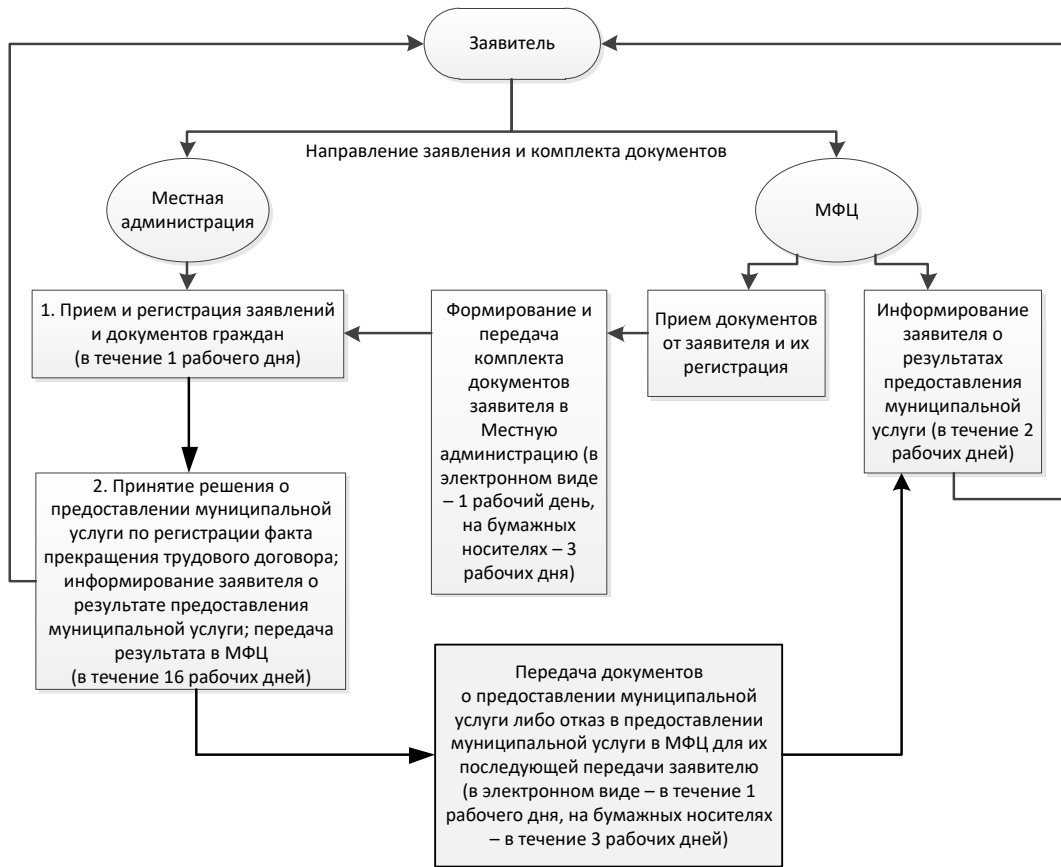 Заявитель
Направление заявления и комплекта документов
Местная
администрация
МФЦ
1. Прием и регистрация заявлений
и документов граждан
(в течение 1 рабочего дня)
Формирование и
передача
комплекта
документов
заявителя в
Местную
администрацию (в
электронном виде
– 1 рабочий день,
на бумажных
носителях – 3
рабочих дня)
Прием документов
от заявителя и их
регистрация
Информирование
заявителя о
результатах
предоставления
муниципальной
услуги (в течение 2
рабочих дней)
2. Принятие решения о
предоставлении муниципальной
услуги по регистрации факта
прекращения трудового договора;
информирование заявителя о
результате предоставления
муниципальной услуги; передача
результата в МФЦ
(в течение 16 рабочих дней)
Передача документов
о предоставлении муниципальной
услуги либо отказ в предоставлении
муниципальной услуги в МФЦ для их
последующей передачи заявителю
(в электронном виде – в течение 1
рабочего дня, на бумажных носителях
– в течение 3 рабочих дней)